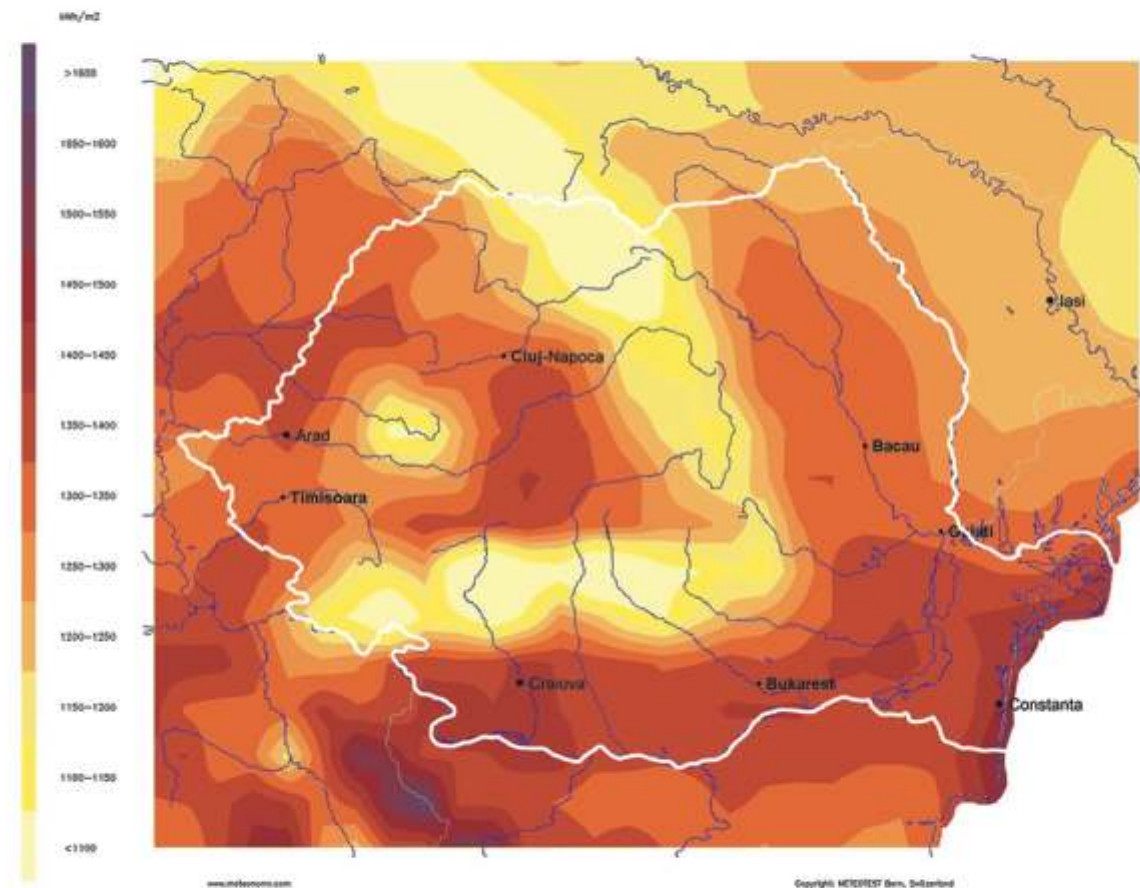 kWh/m2
>1600
1550-1600
1500-1550
1450-1500
1400-1450
1350-1400
1300-1350
1250-1300
1200-1250
1150-1200
1100-1150
<1100
Iasi
Cluj-Napoca
Arad
Bacau
Timisoara
Galati
Craiova
Bukarest
Constanta
www.meteonorm.com
Copyright: METEOTEST Bern, Switzerland